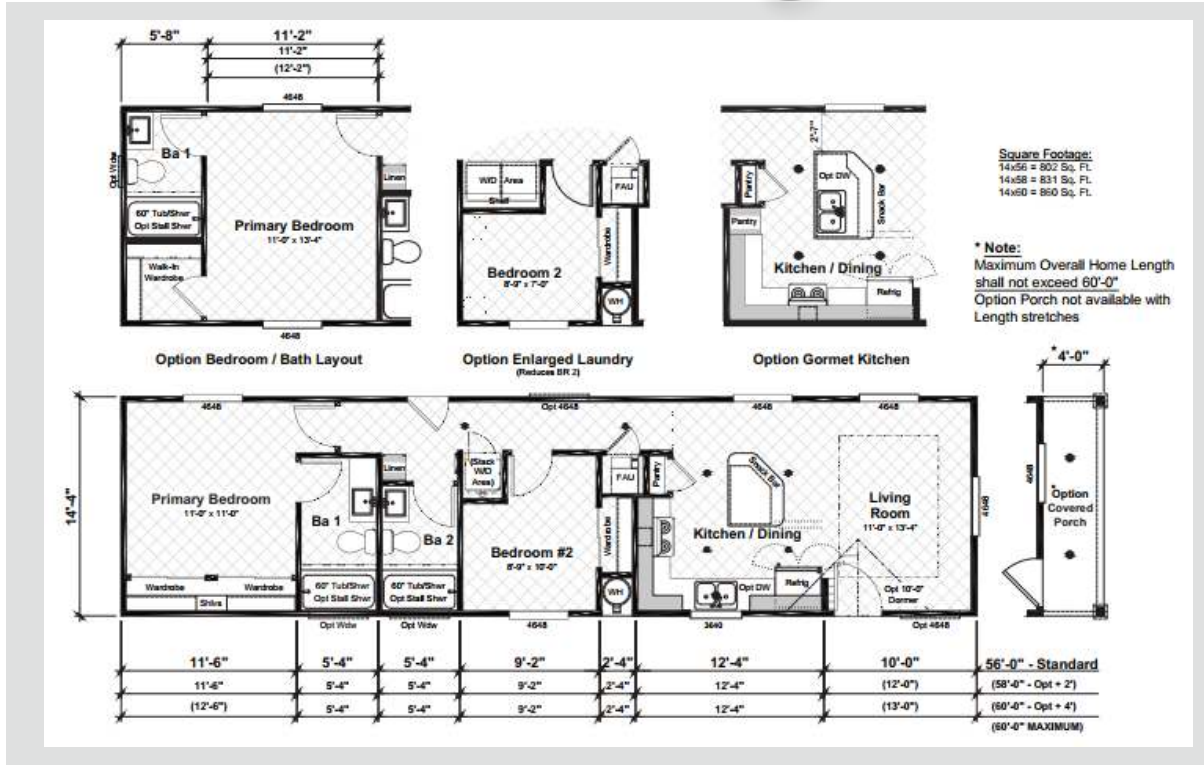 5'-8"
11'-2"
11'-2"
(12'-2")
4648
Ba 1
Opt Wdw
60" Tub/Shwr
Opt Stall Shwr
Walk-In
Wardrobe
Primary Bedroom
11'-0" x 13'-4"
Linen
4648
Option Bedroom / Bath Layout
W/D Area
Shelf
FAU
Bedroom 2
8'-9" x 7'-0"
Wardrobe
WH
Option Enlarged Laundry
(Reduces BR 2)
2'-7"
Pantry
Pantry
Opt DW
Snack Bar
Kitchen / Dining
Refrig
Option Gormet Kitchen
Square Footage:
14x56 = 802 Sq. Ft.
14x58 = 831 Sq. Ft.
14x60 = 860 Sq. Ft.
* Note:
Maximum Overall Home Length
shall not exceed 60'-0"
Option Porch not available with
Length stretches
14'-4"
4648
Opt 4648
4648
4648
Primary Bedroom
11'-0" x 11'-0"
Wardrobe
Wardrobe
Shlvs
Ba 1
60" Tub/Shwr
Opt Stall Shwr
Opt Wdw
Linen
Ba 2
60" Tub/Shwr
Opt Stall Shwr
Opt Wdw
(Stack
W/D
Area)
Bedroom #2
8'-9" x 10'-0"
4648
FAU
Wardrobe
WH
Pantry
Snack Bar
Kitchen / Dining
Opt DW
Refrig
3640
Living
Room
11'-0" x 13'-4"
Opt 10'-0"
Dormer
Opt 4648
4648
*4'-0"
4648
*
Option
Covered
Porch
11'-6" 5'-4" 5'-4" 9'-2" 2'-4" 12'-4" 10'-0" 56'-0" - Standard
11'-6" 5'-4" 5'-4" 9'-2" 2'-4" 12'-4" (12'-0") (58'-0" - Opt + 2')
(12'-6") 5'-4" 5'-4" 9'-2" 2'-4" 12'-4" (13'-0") (60'-0" - Opt + 4')
(60'-0" MAXIMUM)